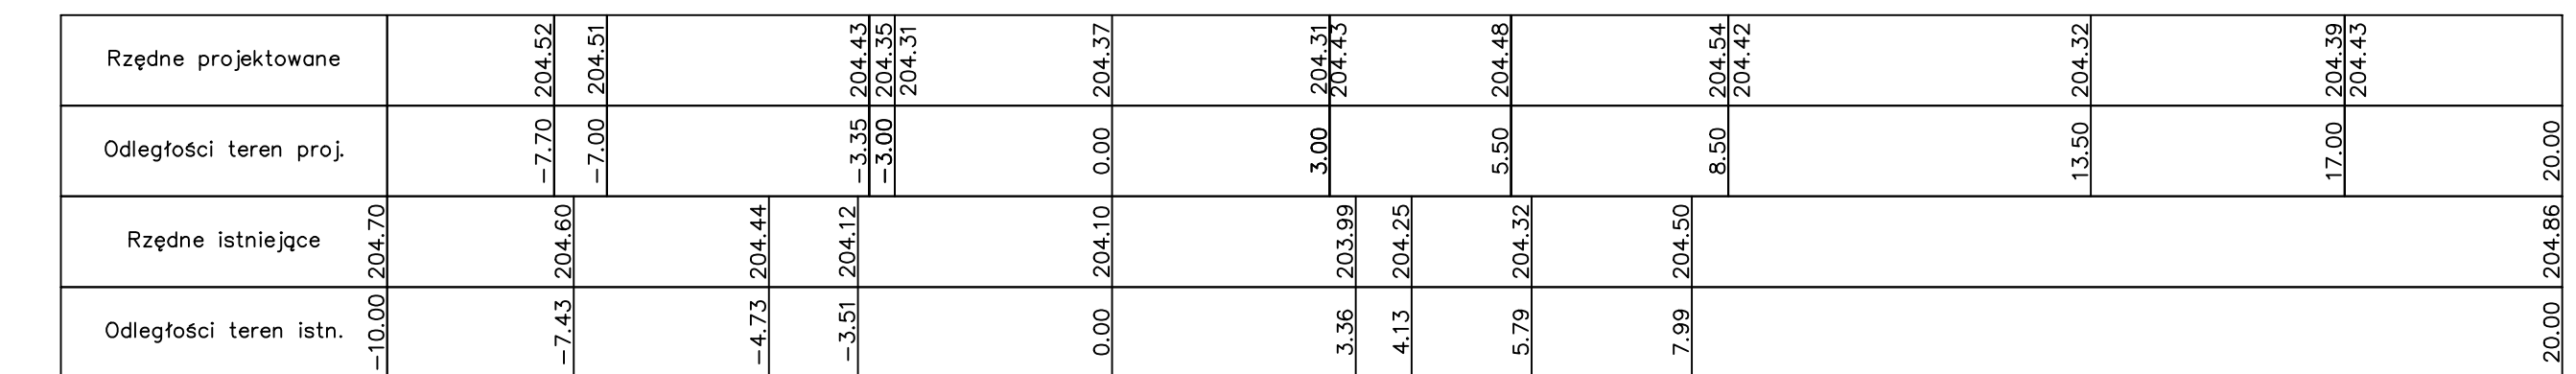 Rzędne projektowane 204.52 204.51 204.43 204.35 204.31 204.37 204.31 204.43 204.48 204.54 204.42 204.32 204.39 204.43
Odległości teren proj. -7.70 -7.00 -3.35 -3.00 0.00 3.00 5.50 8.50 13.50 17.00 20.00
Rzędne istniejące 204.70 204.60 204.44 204.12 204.10 203.99 204.25 204.32 204.50 204.86
Odległości teren istn. -10.00 -7.43 -4.73 -3.51 0.00 3.36 4.13 5.79 7.99 20.00